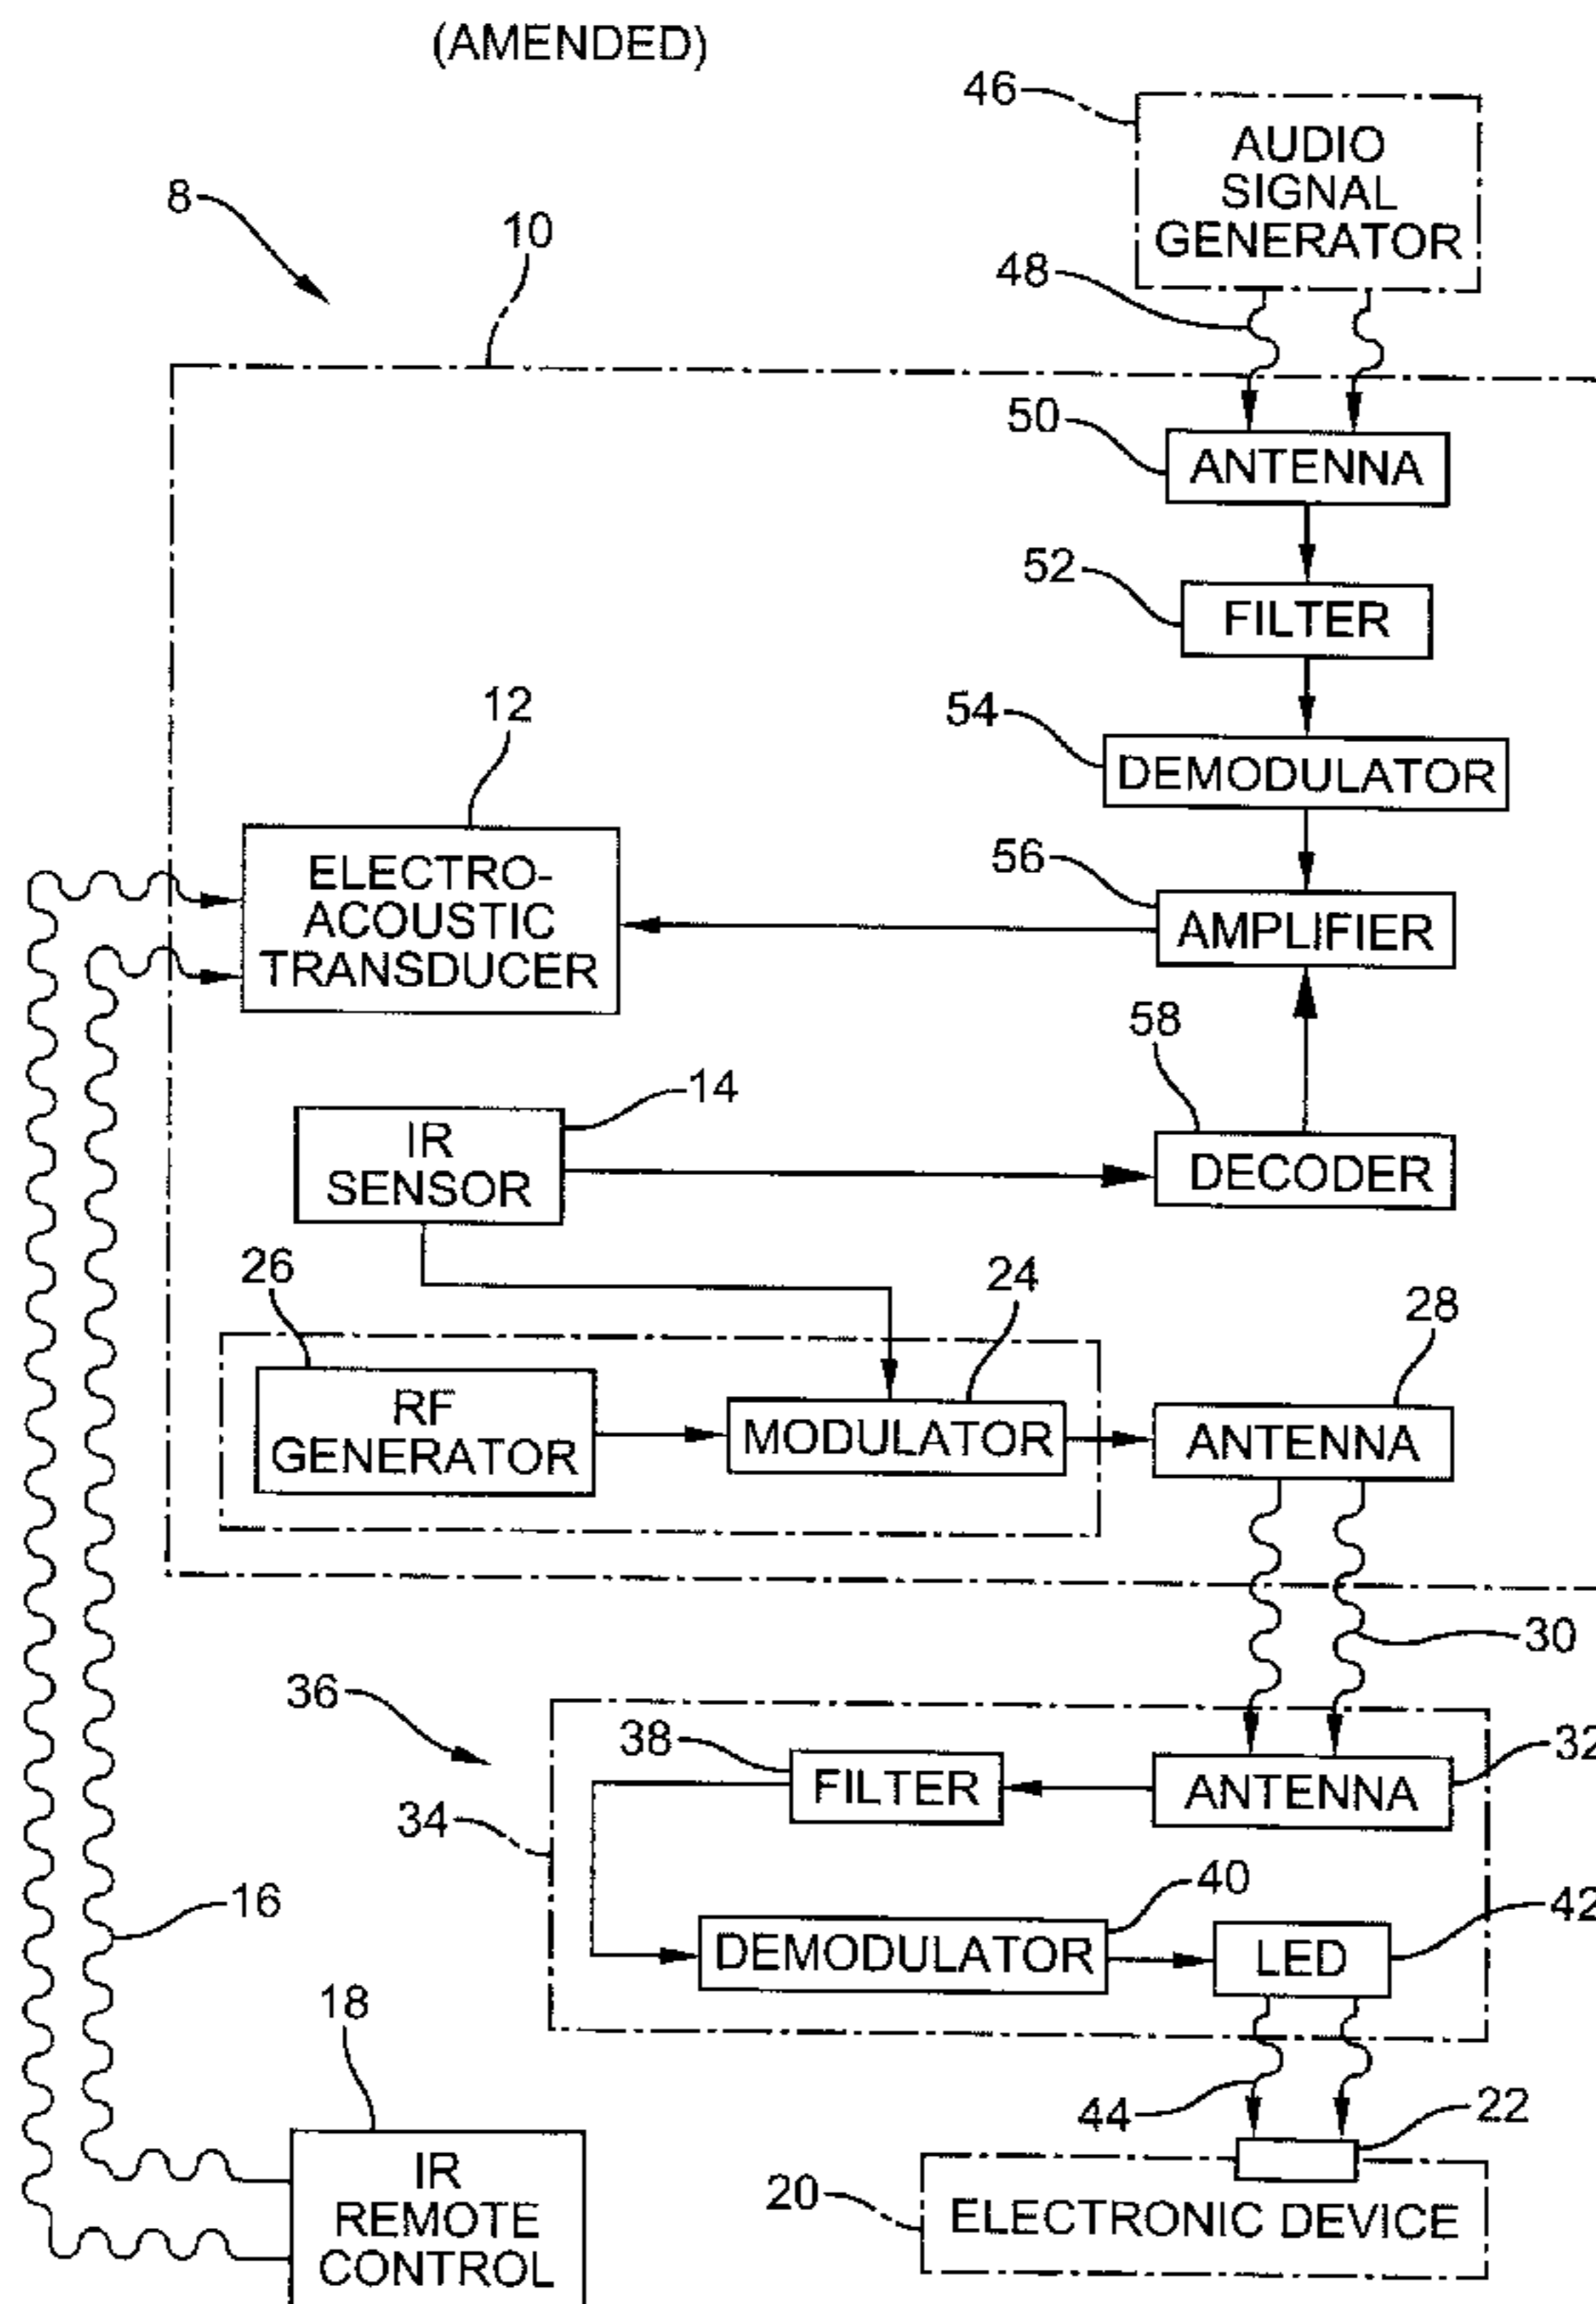 (AMENDED)
46
AUDIO
SIGNAL
GENERATOR
8
10
48
50
ANTENNA
52
FILTER
54
DEMODULATOR
12
56
ELECTRO-
ACOUSTIC
TRANSDUCER
AMPLIFIER
58
14
IR
SENSOR
DECODER
26
24
28
RF
GENERATOR
MODULATOR
ANTENNA
30
36
38
32
FILTER
ANTENNA
34
40
16
42
DEMODULATOR
LED
18
44
22
IR
REMOTE
CONTROL
20
ELECTRONIC DEVICE